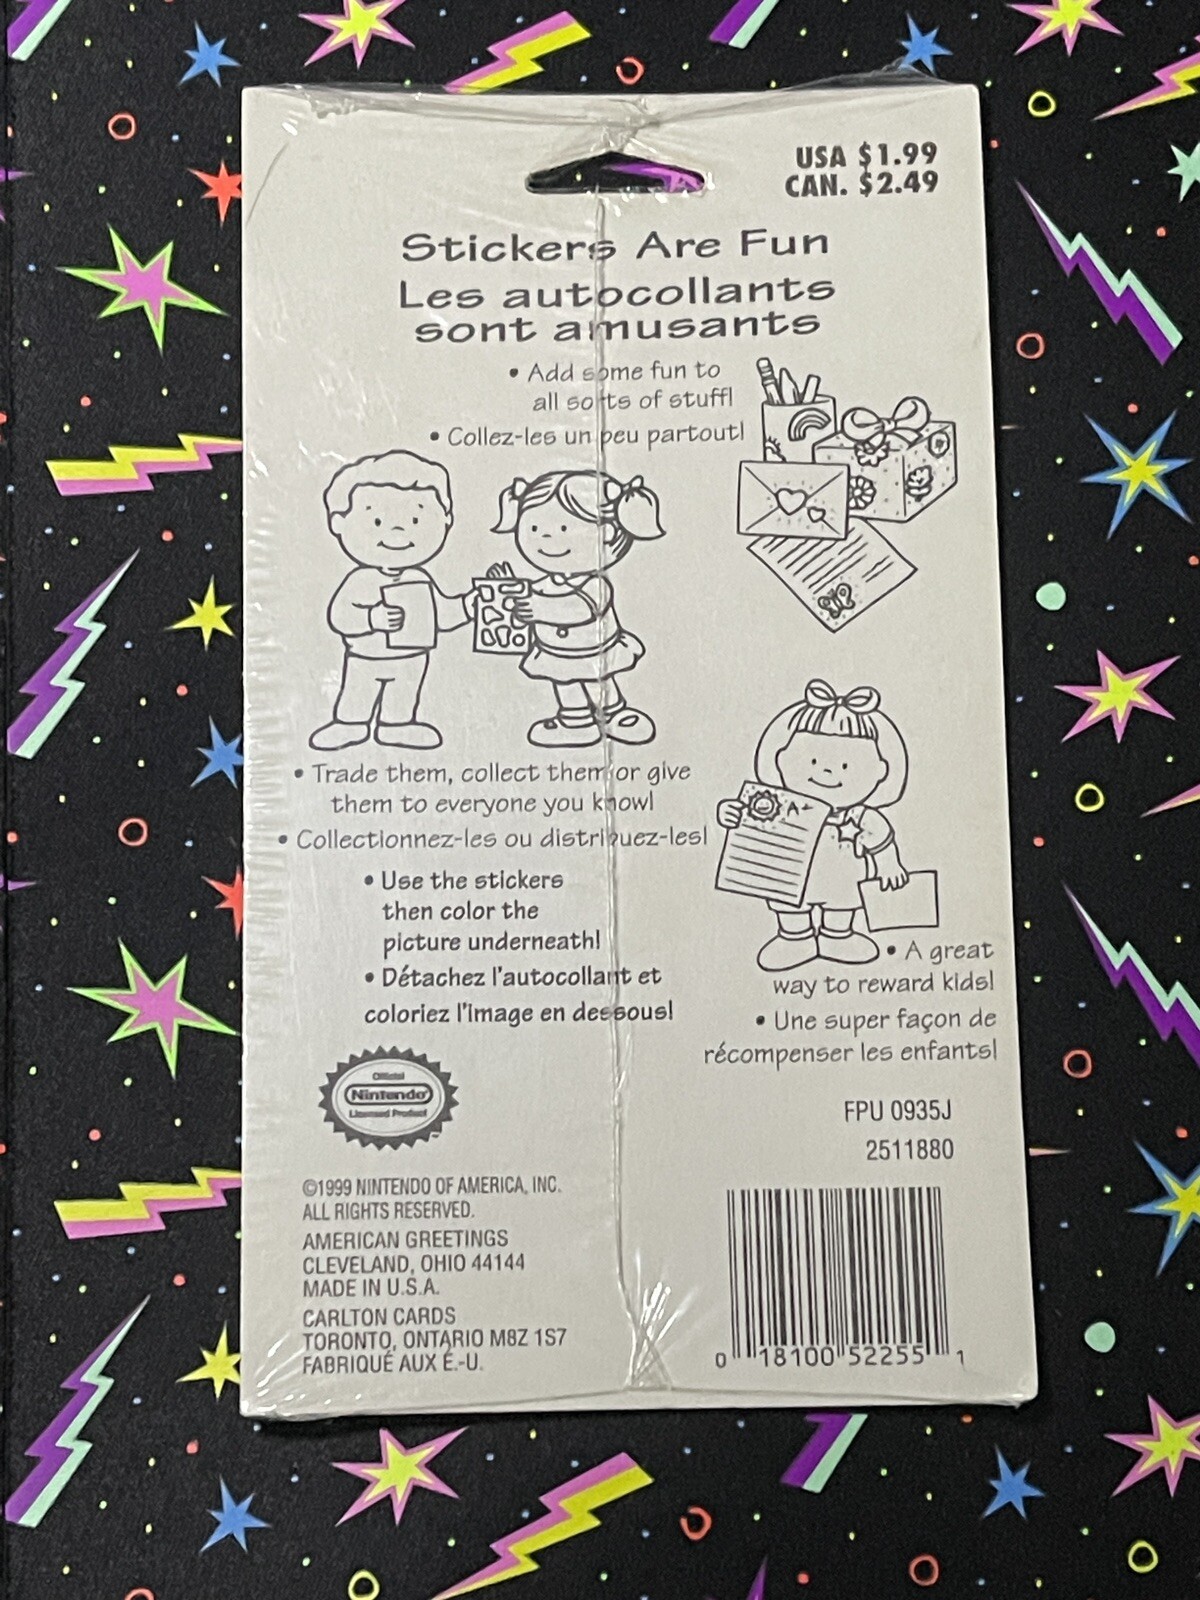 USA $1.99
CAN. $2.49
Stickers Are Fun
Les autocollants
sont amusants
• Add some fun to
all sorts of stuff!
• Collez-les un peu partout!
• Trade them, collect them or give
them to everyone you know!
• Collectionnez-les ou distribuez-les!
A+
• Use the stickers
then color the
picture underneath!
• Détachez l'autocollant et
coloriez l'image en dessous!
• A great
way to reward kids!
• Une super façon de
récompenser les enfants!
Official
Nintendo
Licensed Product
™
FPU 0935J
2511880
©1999 NINTENDO OF AMERICA, INC.
ALL RIGHTS RESERVED.
AMERICAN GREETINGS
CLEVELAND, OHIO 44144
MADE IN U.S.A.
CARLTON CARDS
TORONTO, ONTARIO M8Z 1S7
FABRIQUÉ AUX É.-U.
0 18100 52255 1